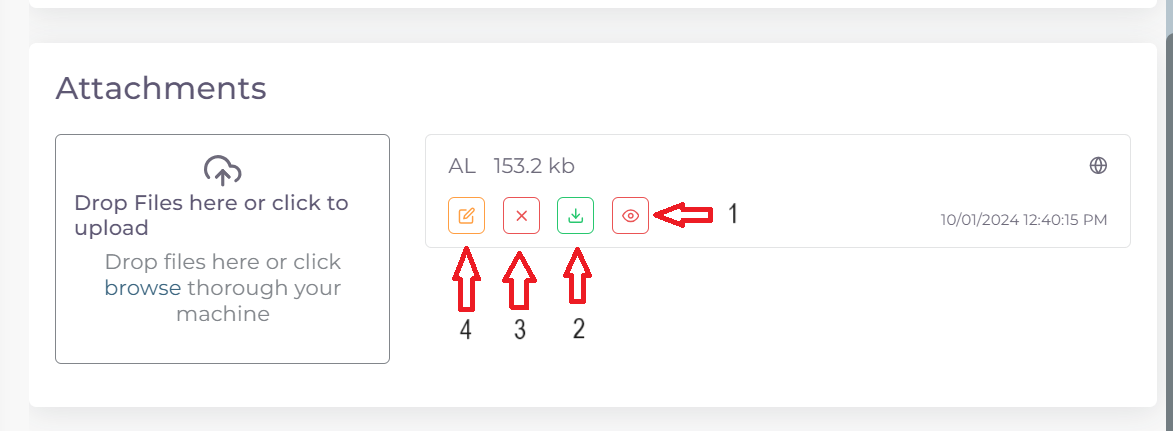 Attachments
Drop Files here or click to
upload
Drop files here or click
browse thorough your
machine
AL 153.2 kb
1
10/01/2024 12:40:15 PM
4 3 2